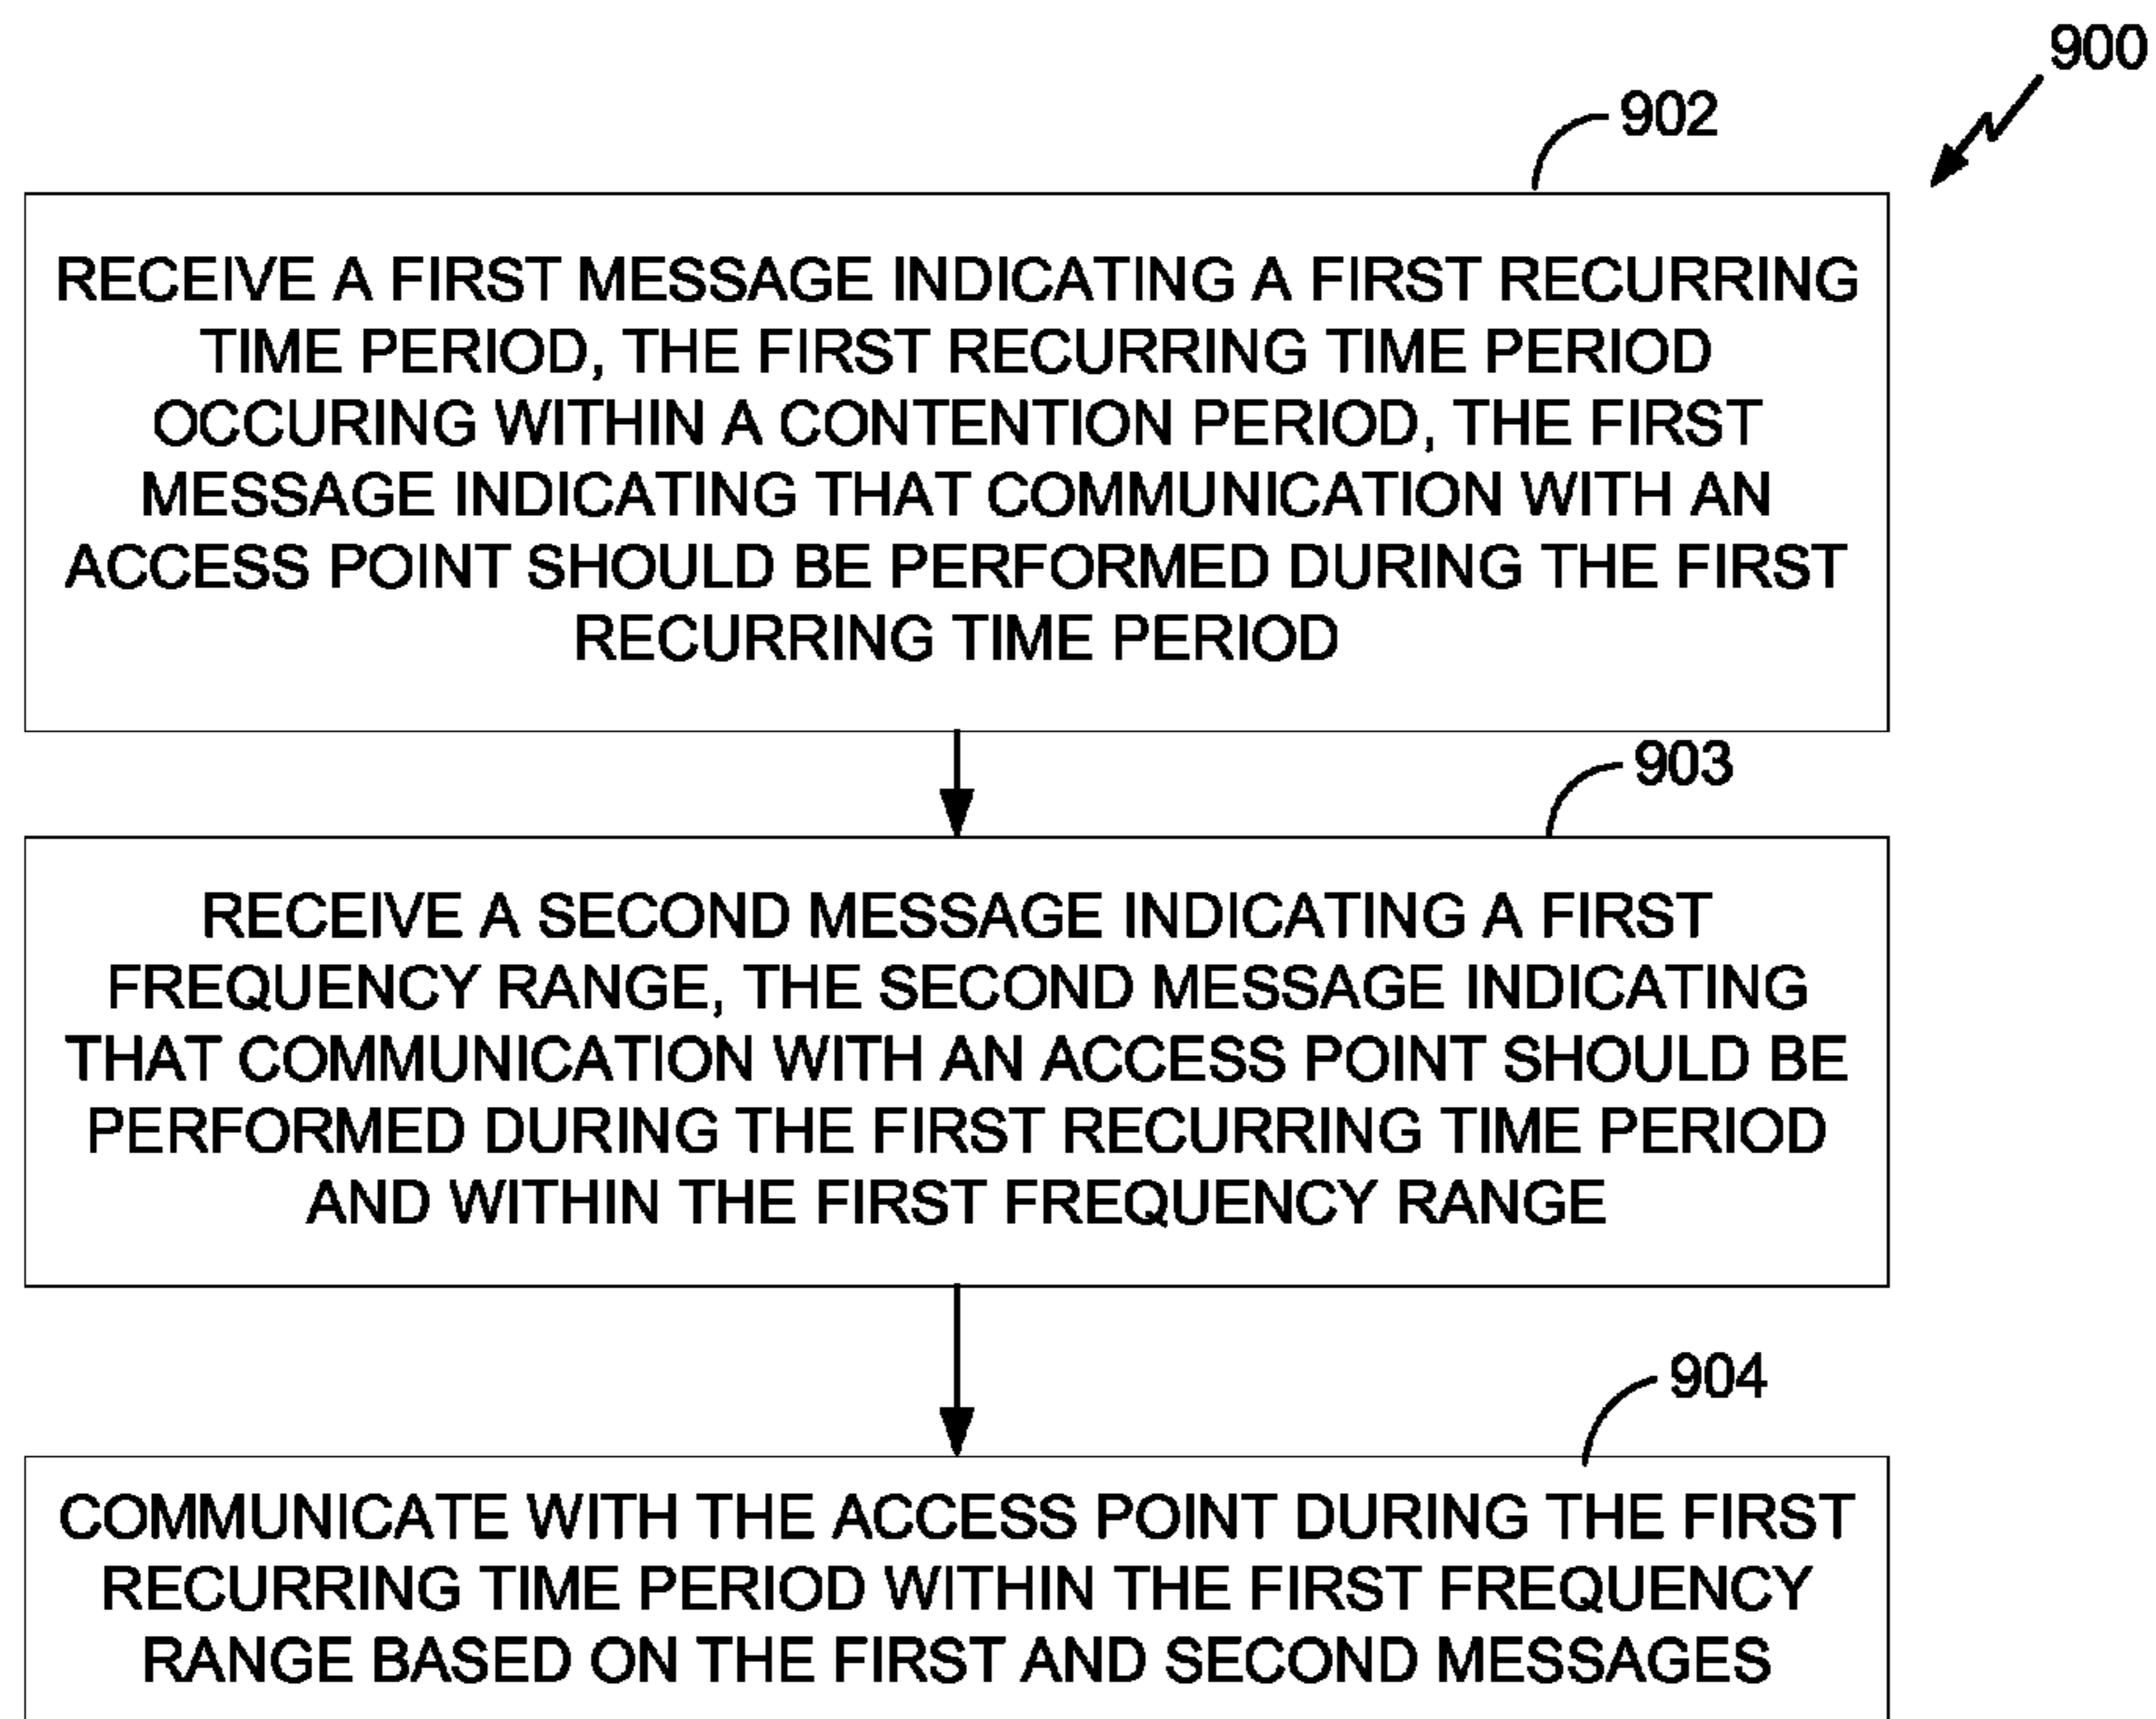 900
902
RECEIVE A FIRST MESSAGE INDICATING A FIRST RECURRING
TIME PERIOD, THE FIRST RECURRING TIME PERIOD
OCCURING WITHIN A CONTENTION PERIOD, THE FIRST
MESSAGE INDICATING THAT COMMUNICATION WITH AN
ACCESS POINT SHOULD BE PERFORMED DURING THE FIRST
RECURRING TIME PERIOD
903
RECEIVE A SECOND MESSAGE INDICATING A FIRST
FREQUENCY RANGE, THE SECOND MESSAGE INDICATING
THAT COMMUNICATION WITH AN ACCESS POINT SHOULD BE
PERFORMED DURING THE FIRST RECURRING TIME PERIOD
AND WITHIN THE FIRST FREQUENCY RANGE
904
COMMUNICATE WITH THE ACCESS POINT DURING THE FIRST
RECURRING TIME PERIOD WITHIN THE FIRST FREQUENCY
RANGE BASED ON THE FIRST AND SECOND MESSAGES